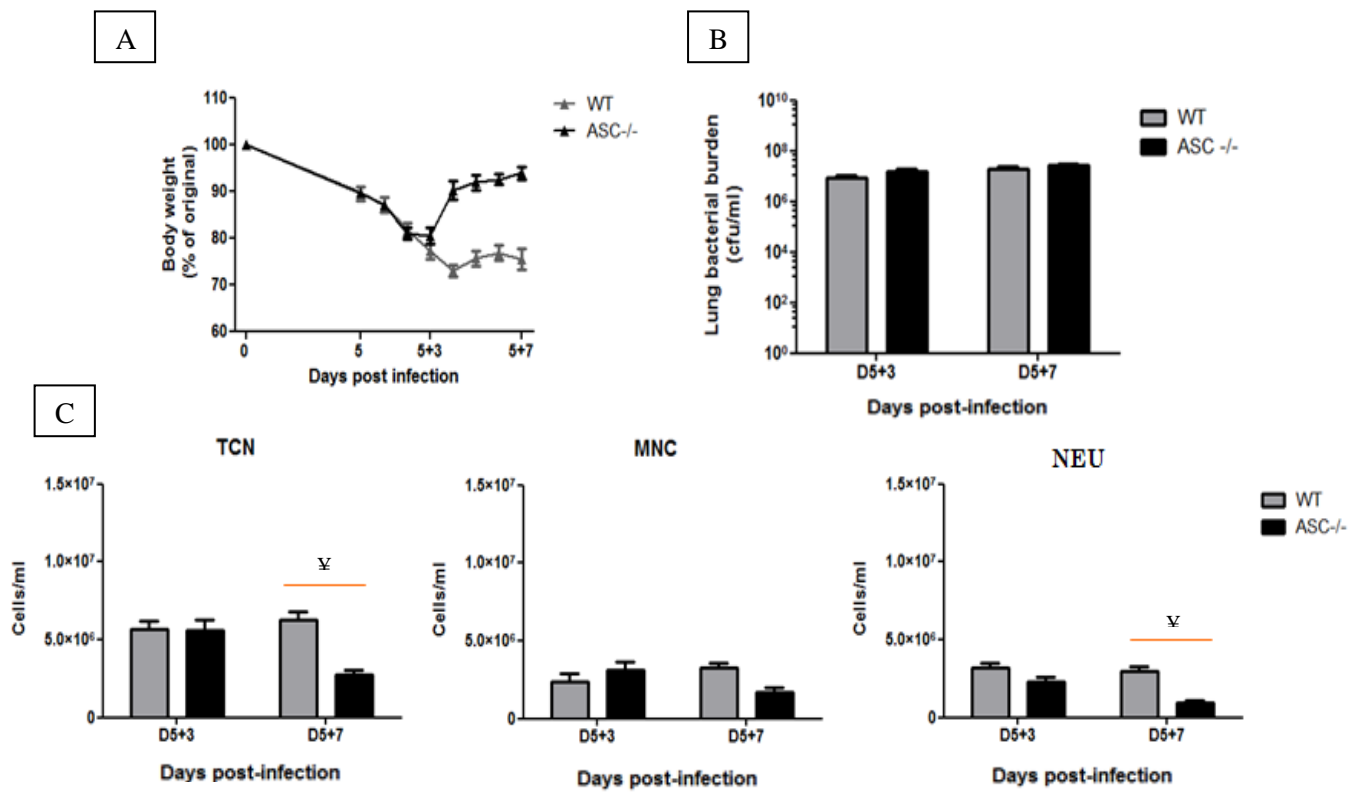 A
B
110
100
90
80
70
60
Body weight
(% of original)
0
5
5+3
5+7
Days post infection
WT
ASC-/-
10¹⁰
10⁸
10⁶
10⁴
10²
10⁰
Lung bacterial burden
(cfu/ml)
D5+3
D5+7
Days post-infection
WT
ASC -/-
C
TCN
1.5×10⁷
1.0×10⁷
5.0×10⁶
0
Cells/ml
¥
D5+3
D5+7
Days post-infection
MNC
1.5×10⁷
1.0×10⁷
5.0×10⁶
0
Cells/ml
D5+3
D5+7
Days post-infection
NEU
1.5×10⁷
1.0×10⁷
5.0×10⁶
0
Cells/ml
¥
D5+3
D5+7
Days post-infection
WT
ASC-/-